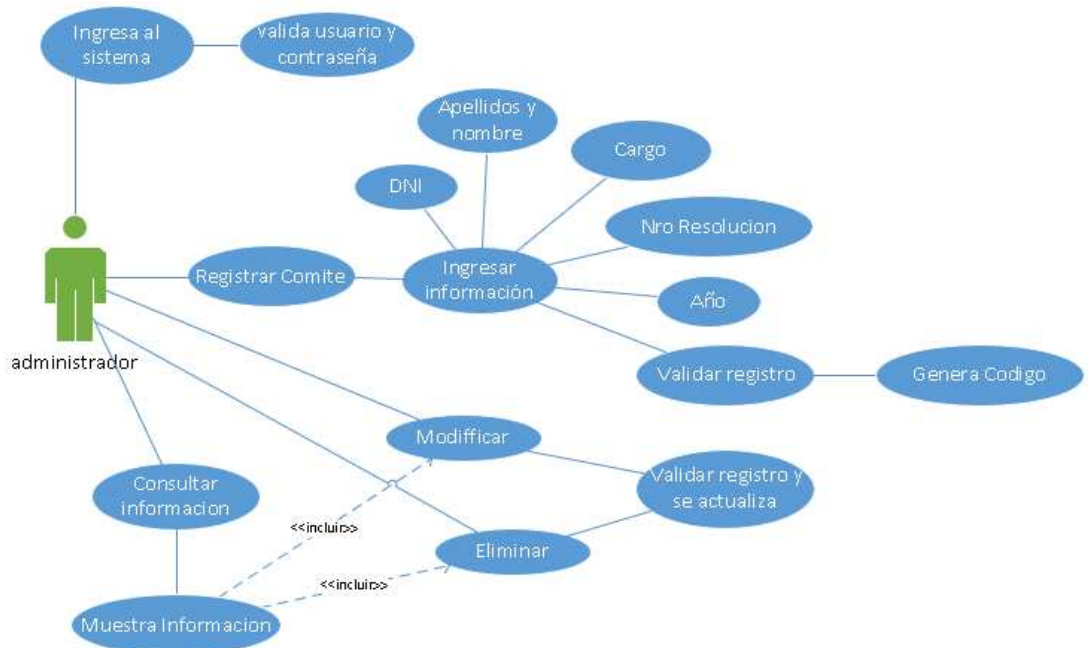 Ingresa al
sistema
valida usuario y
contraseña
Apellidos y
nombre
Cargo
DNI
Nro Resolucion
Registrar Comite
Ingresar
información
Año
administrador
Validar registro
Genera Codigo
Modifficar
Consultar
informacion
Validar registro y
se actualiza
<<incluir>>
Eliminar
<<incluir>>
Muestra Informacion